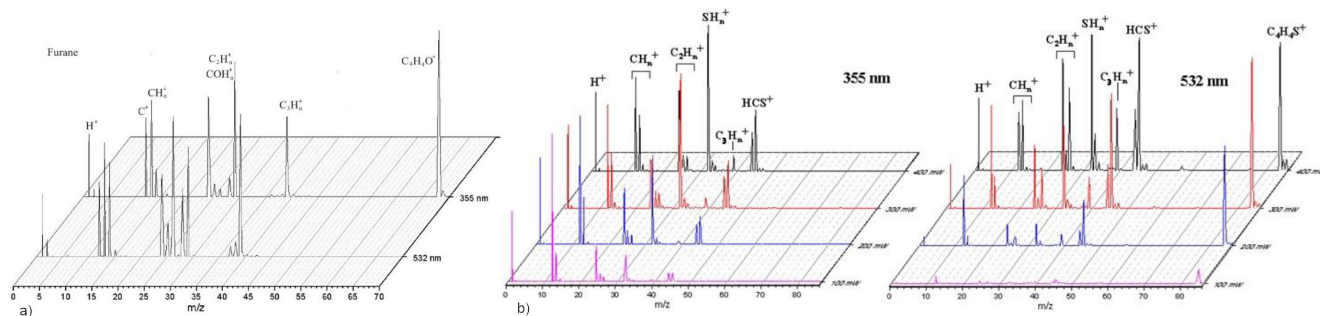 Furane
H⁺
C⁺
CH⁺ₙ
C₂H⁺ₙ
COH⁺ₙ
C₃H⁺ₙ
C₄H₄O⁺
355 nm
532 nm
0 5 10 15 20 25 30 35 40 45 50 55 60 65 70
m/z
a)
H⁺
CHₙ⁺
C₂Hₙ⁺
SHₙ⁺
C₃Hₙ⁺
HCS⁺
355 nm
400 mW
300 mW
200 mW
100 mW
0 10 20 30 40 50 60 70 80
m/z
b)
H⁺
CHₙ⁺
C₂Hₙ⁺
SHₙ⁺
C₃Hₙ⁺
HCS⁺
C₄H₄S⁺
532 nm
400 mW
300 mW
200 mW
100 mW
0 10 20 30 40 50 60 70 80
m/z